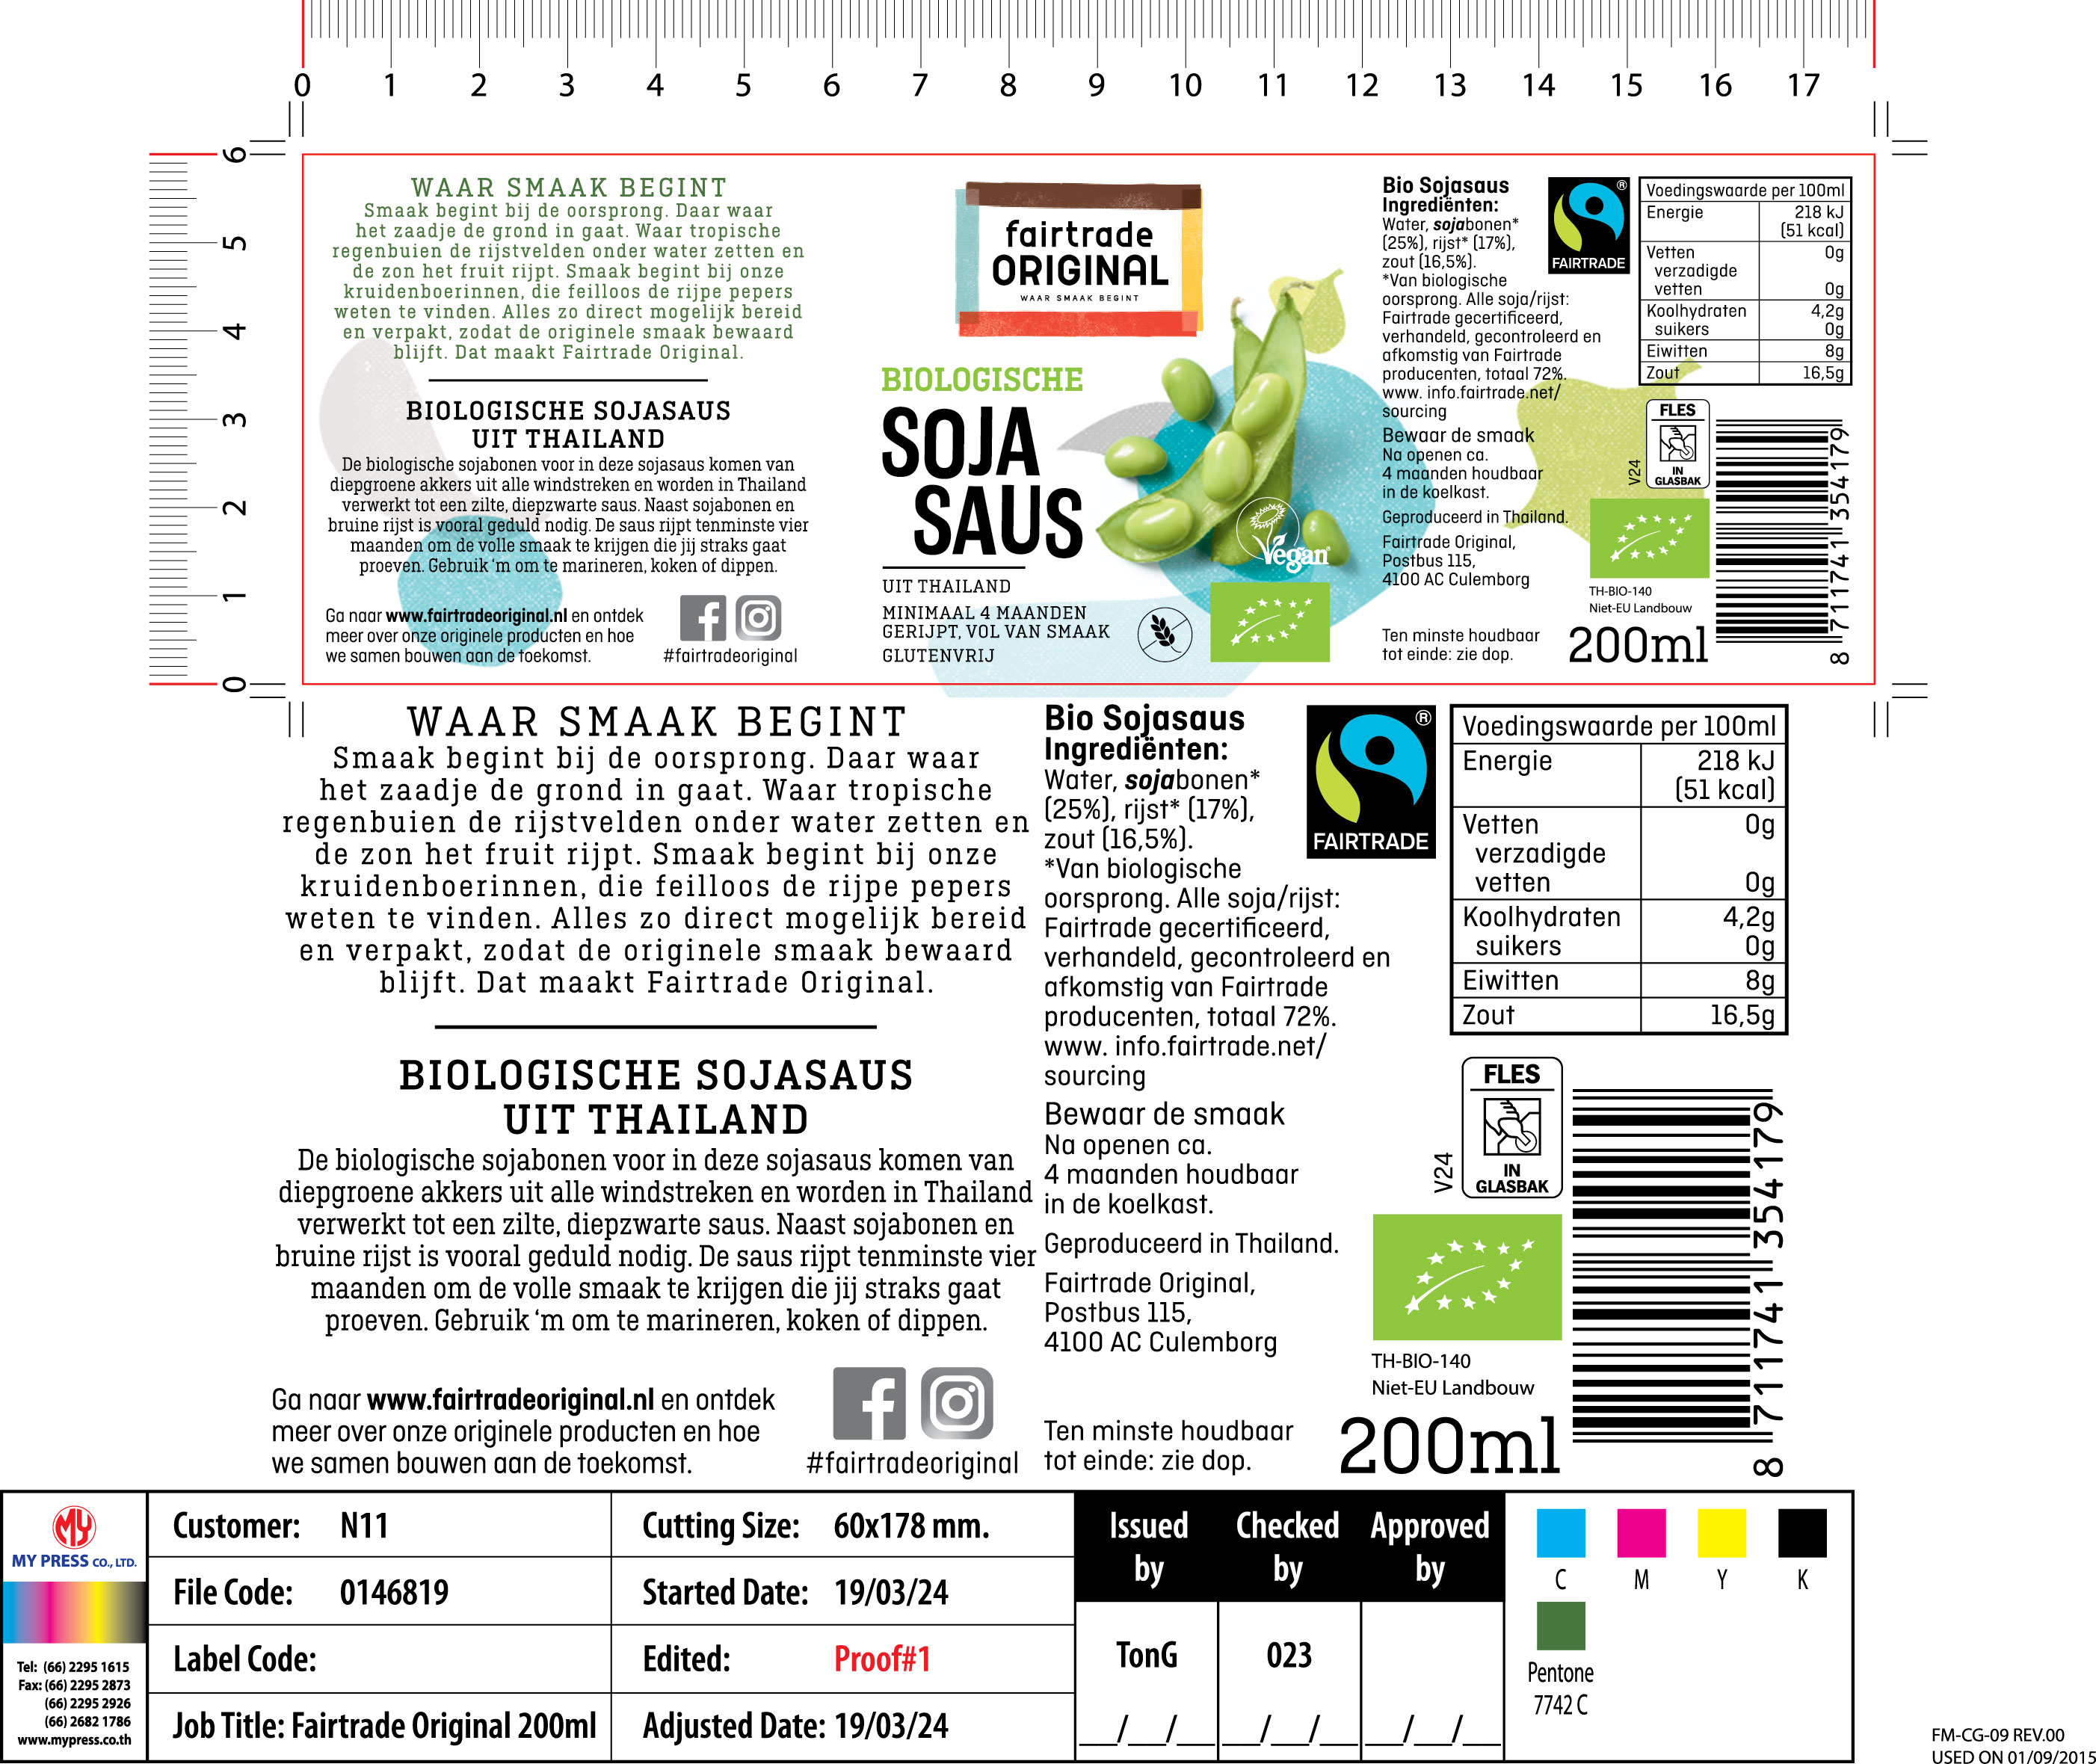 0 1 2 3 4 5 6 7 8 9 10 11 12 13 14 15 16 17
6
5
4
3
2
1
0
WAAR SMAAK BEGINT
Smaak begint bij de oorsprong. Daar waar
het zaadje de grond in gaat. Waar tropische
regenbuien de rijstvelden onder water zetten en
de zon het fruit rijpt. Smaak begint bij onze
kruidenboerinnen, die feilloos de rijpe pepers
weten te vinden. Alles zo direct mogelijk bereid
en verpakt, zodat de originele smaak bewaard
blijft. Dat maakt Fairtrade Original.
BIOLOGISCHE SOJASAUS
UIT THAILAND
De biologische sojabonen voor in deze sojasaus komen van
diepgroene akkers uit alle windstreken en worden in Thailand
verwerkt tot een zilte, diepzwarte saus. Naast sojabonen en
bruine rijst is vooral geduld nodig. De saus rijpt tenminste vier
maanden om de volle smaak te krijgen die jij straks gaat
proeven. Gebruik ‘m om te marineren, koken of dippen.
Ga naar www.fairtradeoriginal.nl en ontdek
meer over onze originele producten en hoe
we samen bouwen aan de toekomst.
#fairtradeoriginal
fairtrade
ORIGINAL
WAAR SMAAK BEGINT
BIOLOGISCHE
SOJA
SAUS
UIT THAILAND
MINIMAAL 4 MAANDEN
GERIJPT, VOL VAN SMAAK
GLUTENVRIJ
Vegan
Bio Sojasaus
Ingrediënten:
Water, sojabonen*
(25%), rijst* (17%),
zout (16,5%).
*Van biologische
oorsprong. Alle soja/rijst:
Fairtrade gecertificeerd,
verhandeld, gecontroleerd en
afkomstig van Fairtrade
producenten, totaal 72%.
www. info.fairtrade.net/
sourcing
Bewaar de smaak
Na openen ca.
4 maanden houdbaar
in de koelkast.
Geproduceerd in Thailand.
Fairtrade Original,
Postbus 115,
4100 AC Culemborg
Ten minste houdbaar
tot einde: zie dop.
®
FAIRTRADE
Voedingswaarde per 100ml
Energie 218 kJ
(51 kcal)
Vetten 0g
verzadigde
vetten 0g
Koolhydraten 4,2g
suikers 0g
Eiwitten 8g
Zout 16,5g
FLES
IN
GLASBAK
V24
TH-BIO-140
Niet-EU Landbouw
200ml
8 711741 354179
WAAR SMAAK BEGINT
Smaak begint bij de oorsprong. Daar waar
het zaadje de grond in gaat. Waar tropische
regenbuien de rijstvelden onder water zetten en
de zon het fruit rijpt. Smaak begint bij onze
kruidenboerinnen, die feilloos de rijpe pepers
weten te vinden. Alles zo direct mogelijk bereid
en verpakt, zodat de originele smaak bewaard
blijft. Dat maakt Fairtrade Original.
BIOLOGISCHE SOJASAUS
UIT THAILAND
De biologische sojabonen voor in deze sojasaus komen van
diepgroene akkers uit alle windstreken en worden in Thailand
verwerkt tot een zilte, diepzwarte saus. Naast sojabonen en
bruine rijst is vooral geduld nodig. De saus rijpt tenminste vier
maanden om de volle smaak te krijgen die jij straks gaat
proeven. Gebruik ‘m om te marineren, koken of dippen.
Ga naar www.fairtradeoriginal.nl en ontdek
meer over onze originele producten en hoe
we samen bouwen aan de toekomst.
#fairtradeoriginal
Bio Sojasaus
Ingrediënten:
Water, sojabonen*
(25%), rijst* (17%),
zout (16,5%).
*Van biologische
oorsprong. Alle soja/rijst:
Fairtrade gecertificeerd,
verhandeld, gecontroleerd en
afkomstig van Fairtrade
producenten, totaal 72%.
www. info.fairtrade.net/
sourcing
Bewaar de smaak
Na openen ca.
4 maanden houdbaar
in de koelkast.
Geproduceerd in Thailand.
Fairtrade Original,
Postbus 115,
4100 AC Culemborg
Ten minste houdbaar
tot einde: zie dop.
®
FAIRTRADE
Voedingswaarde per 100ml
Energie 218 kJ
(51 kcal)
Vetten 0g
verzadigde
vetten 0g
Koolhydraten 4,2g
suikers 0g
Eiwitten 8g
Zout 16,5g
FLES
IN
GLASBAK
V24
TH-BIO-140
Niet-EU Landbouw
200ml
8 711741 354179
MY
MY PRESS CO., LTD.
Tel: (66) 2295 1615
Fax: (66) 2295 2873
(66) 2295 2926
(66) 2682 1786
www.mypress.co.th
Customer: N11
File Code: 0146819
Label Code:
Job Title: Fairtrade Original 200ml
Cutting Size: 60x178 mm.
Started Date: 19/03/24
Edited: Proof#1
Adjusted Date: 19/03/24
Issued by
Checked by
Approved by
TonG
023
__/__/__ __/__/__ __/__/__
C M Y K
Pentone
7742 C
FM-CG-09 REV.00
USED ON 01/09/2015